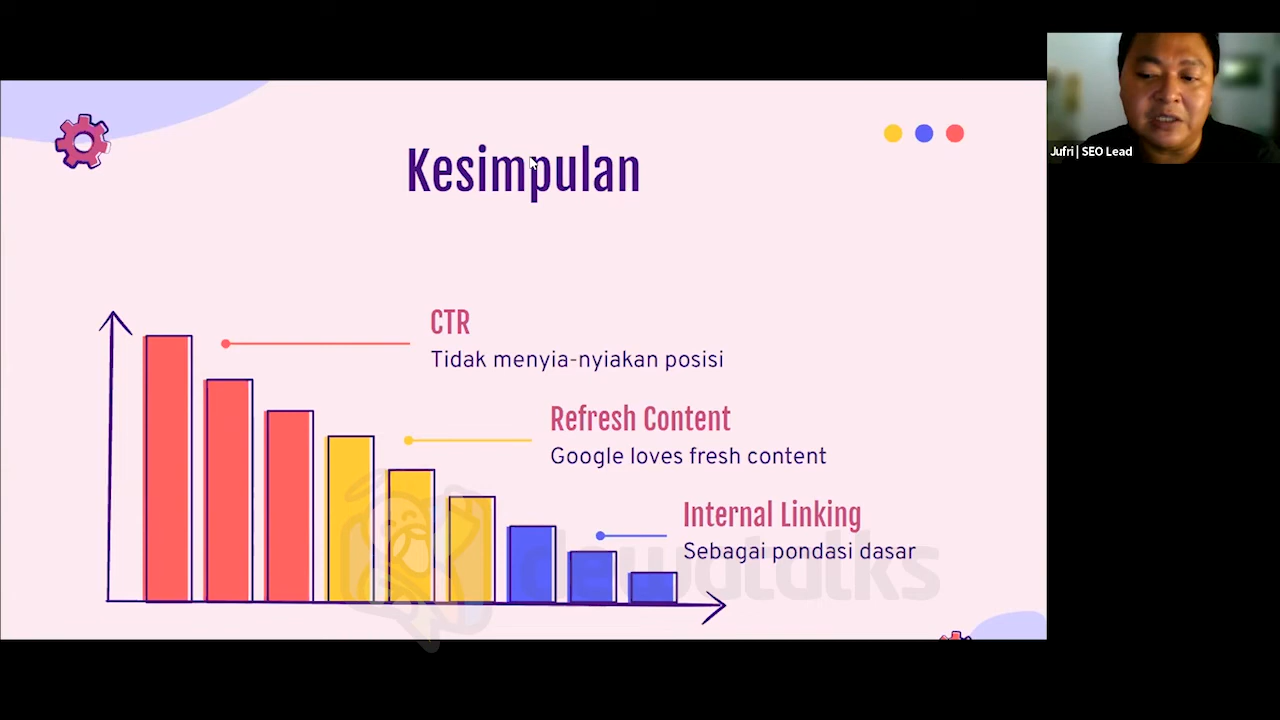 Kesimpulan
CTR
Tidak menyia-nyiakan posisi
Refresh Content
Google loves fresh content
Internal Linking
Sebagai pondasi dasar
dewatalks
Jufri | SEO Lead